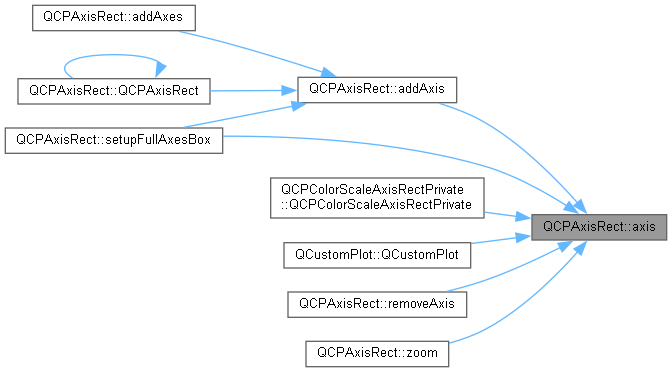 QCPAxisRect::addAxes
QCPAxisRect::QCPAxisRect
QCPAxisRect::addAxis
QCPAxisRect::setupFullAxesBox
QCPColorScaleAxisRectPrivate
::QCPColorScaleAxisRectPrivate
QCPAxisRect::axis
QCustomPlot::QCustomPlot
QCPAxisRect::removeAxis
QCPAxisRect::zoom